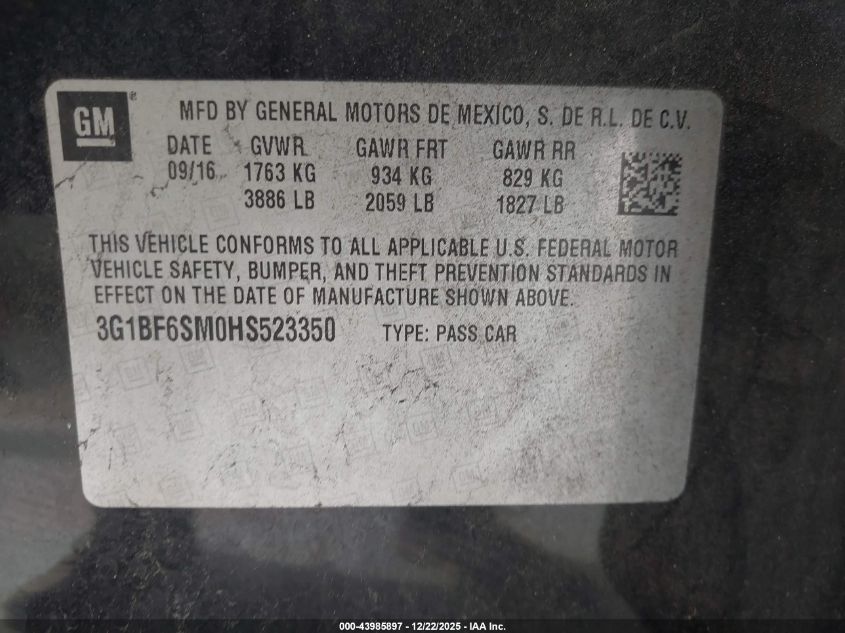 GM ®
MFD BY GENERAL MOTORS DE MEXICO, S. DE R.L. DE C.V.
DATE GVWR GAWR FRT GAWR RR
09/16 1763 KG 934 KG 829 KG
3886 LB 2059 LB 1827 LB
THIS VEHICLE CONFORMS TO ALL APPLICABLE U.S. FEDERAL MOTOR
VEHICLE SAFETY, BUMPER, AND THEFT PREVENTION STANDARDS IN
EFFECT ON THE DATE OF MANUFACTURE SHOWN ABOVE.
3G1BF6SM0HS523350 TYPE: PASS CAR
000-43985897 - 12/22/2025 - IAA Inc.